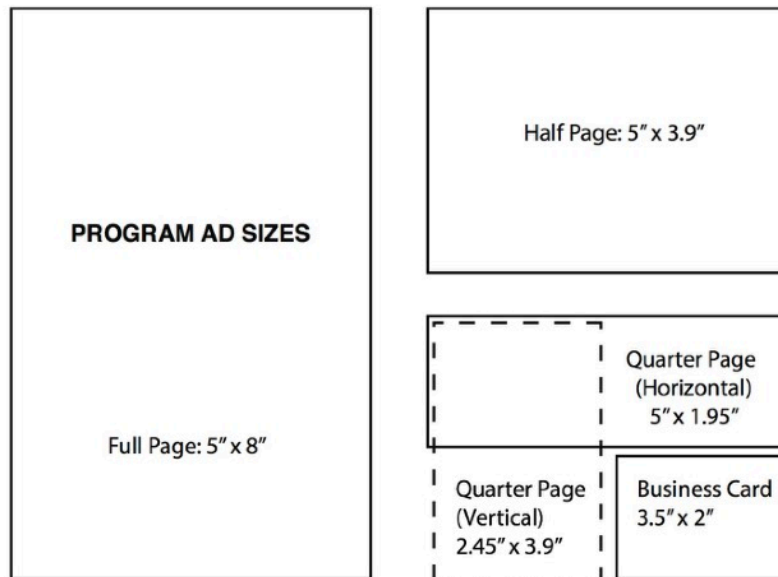 PROGRAM AD SIZES
Full Page: 5” x 8”
Half Page: 5” x 3.9”
Quarter Page
(Horizontal)
5” x 1.95”
Quarter Page
(Vertical)
2.45” x 3.9”
Business Card
3.5” x 2”